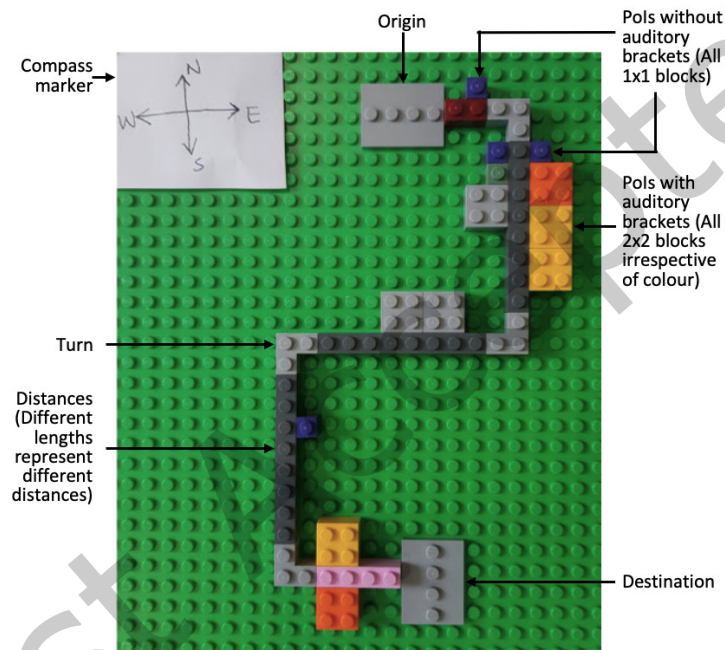 Origin
PoIs without
auditory
brackets (All
1x1 blocks)
Compass
marker
N
W
E
S
PoIs with
auditory
brackets (All
2x2 blocks
irrespective
of colour)
Turn
Distances
(Different
lengths
represent
different
distances)
Destination